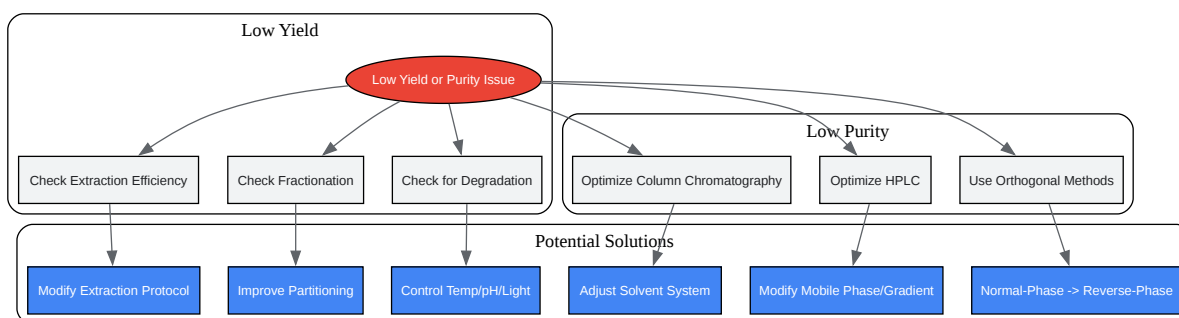 Low Yield
Low Yield or Purity Issue
Low Purity
Check Extraction Efficiency
Check Fractionation
Check for Degradation
Optimize Column Chromatography
Optimize HPLC
Use Orthogonal Methods
Potential Solutions
Modify Extraction Protocol
Improve Partitioning
Control Temp/pH/Light
Adjust Solvent System
Modify Mobile Phase/Gradient
Normal-Phase -> Reverse-Phase